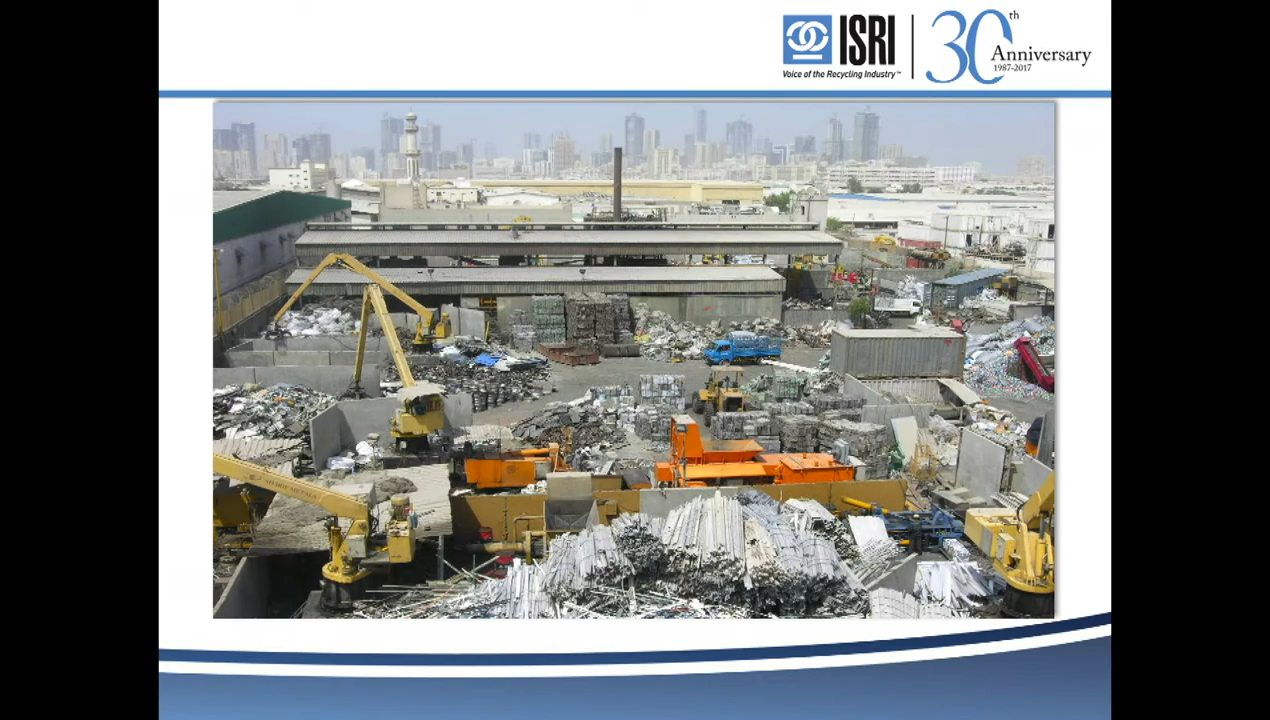 ISRI
Voice of the Recycling Industry™
30th
Anniversary
1987-2017